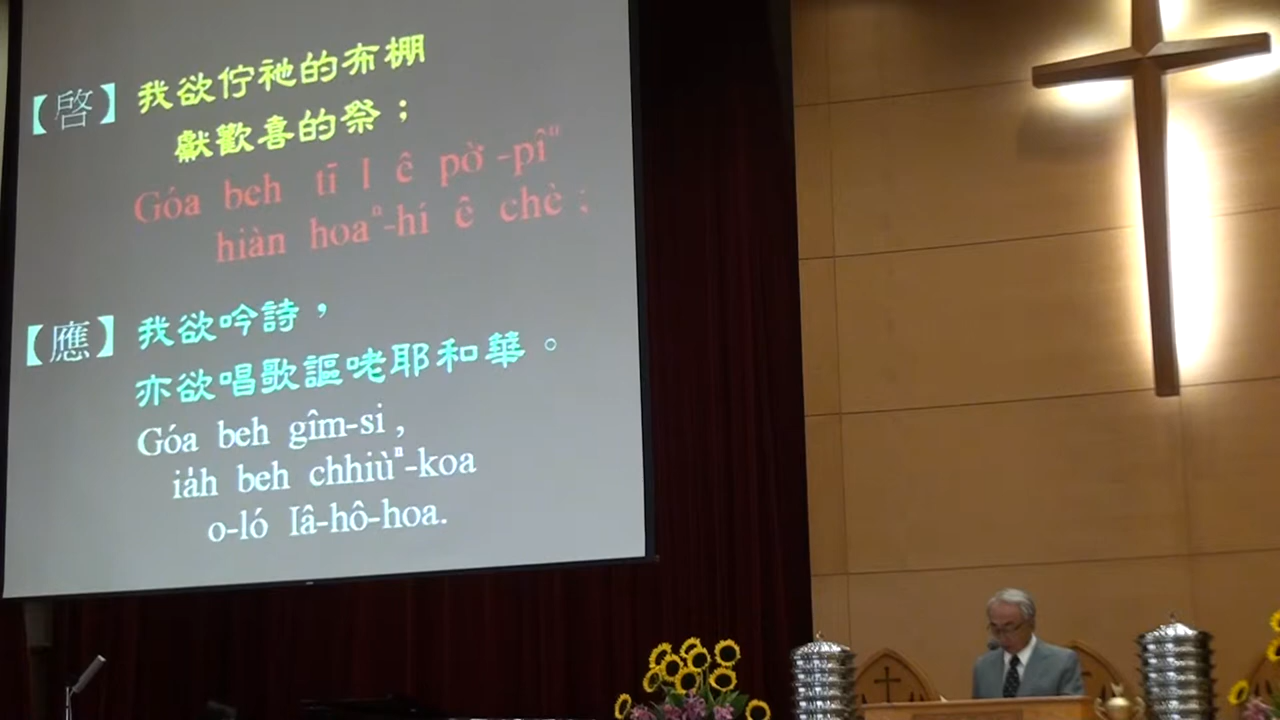 【啓】我欲佇祂的布棚
獻歡喜的祭；
Góa beh tī I ê pò͘-pîⁿ
hiàn hoaⁿ-hí ê chè；
【應】我欲吟詩，
亦欲唱歌謳咾耶和華。
Góa beh gîm-si,
ia̍h beh chhiùⁿ-koa
o-ló Iâ-hô-hoa.